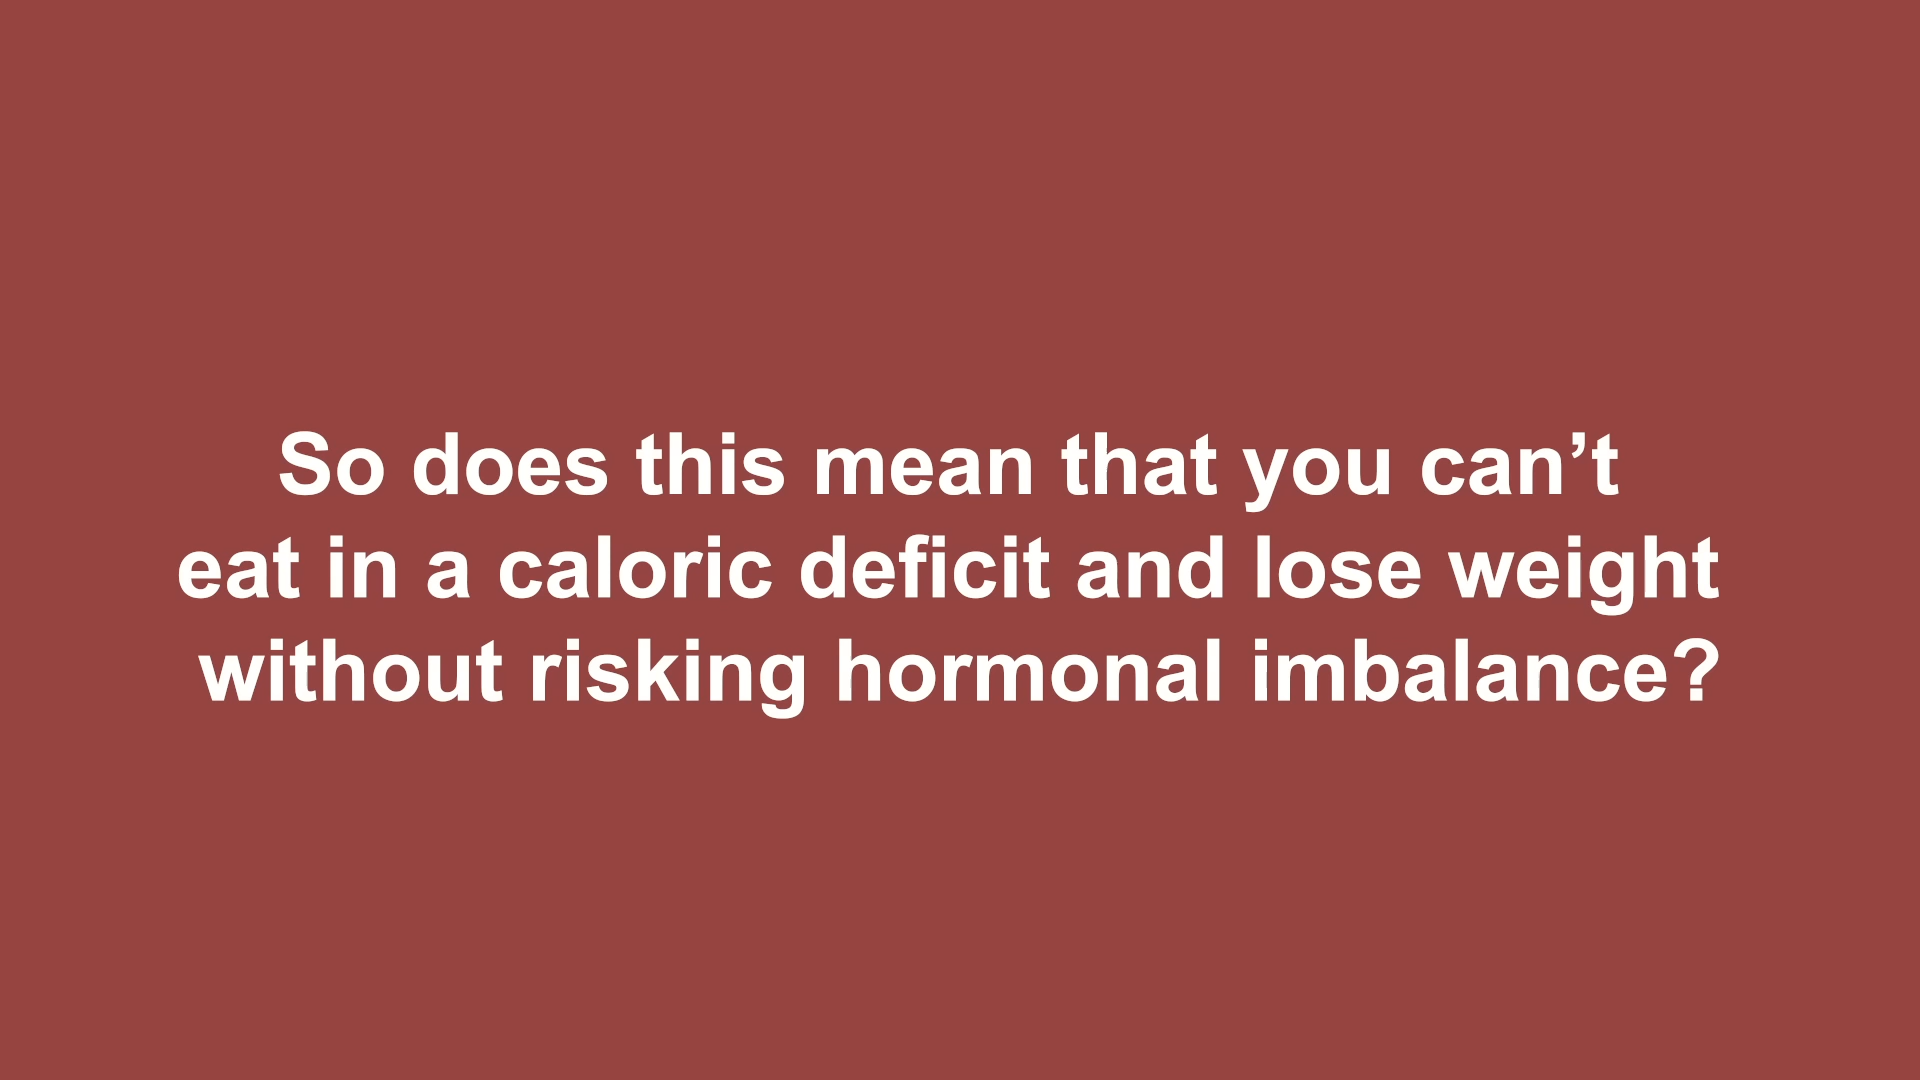 So does this mean that you can’t
eat in a caloric deficit and lose weight
without risking hormonal imbalance?